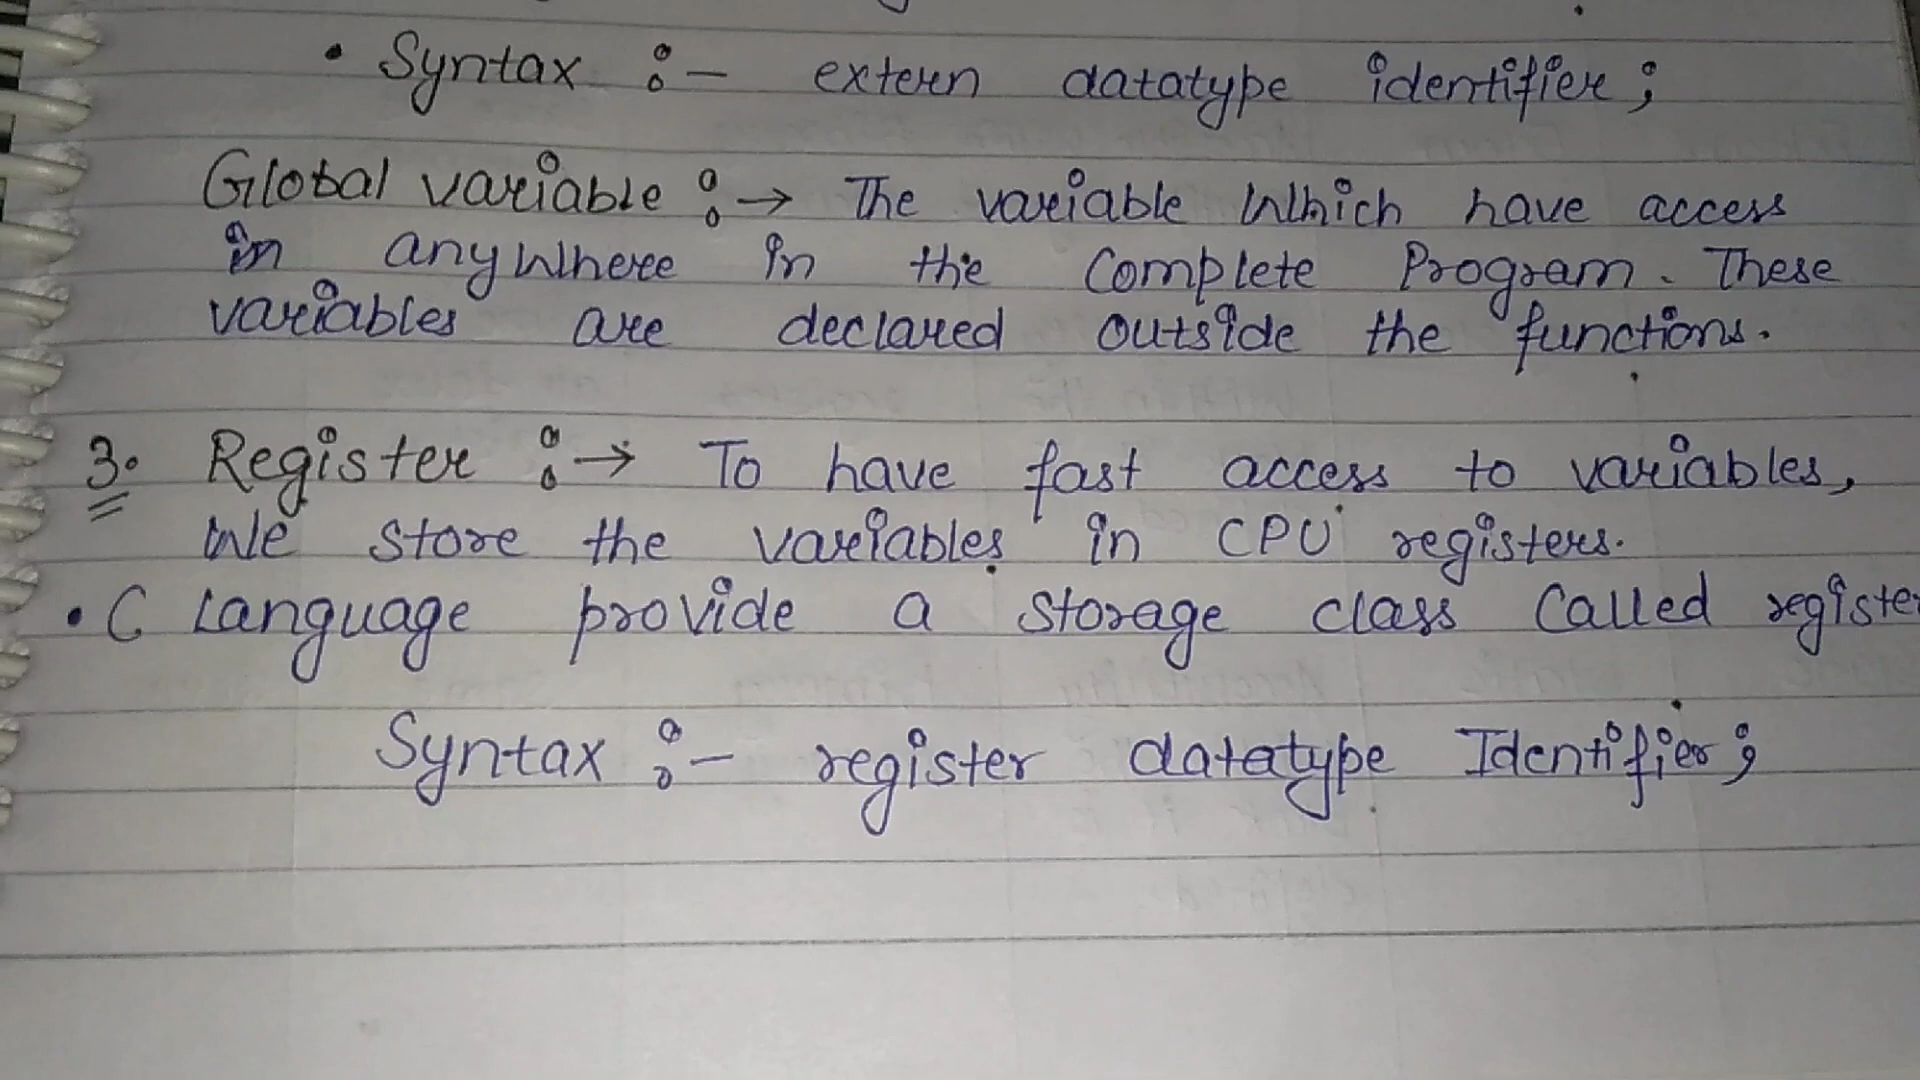 • Syntax :- extern datatype identifier;
Global variable :→ The variable which have access
in anywhere in the Complete Program. These
variables are declared outside the functions.
3. Register :→ To have fast access to variables,
We store the variables in CPU registers.
• C Language provide a storage class called register
Syntax :- register datatype Identifier;